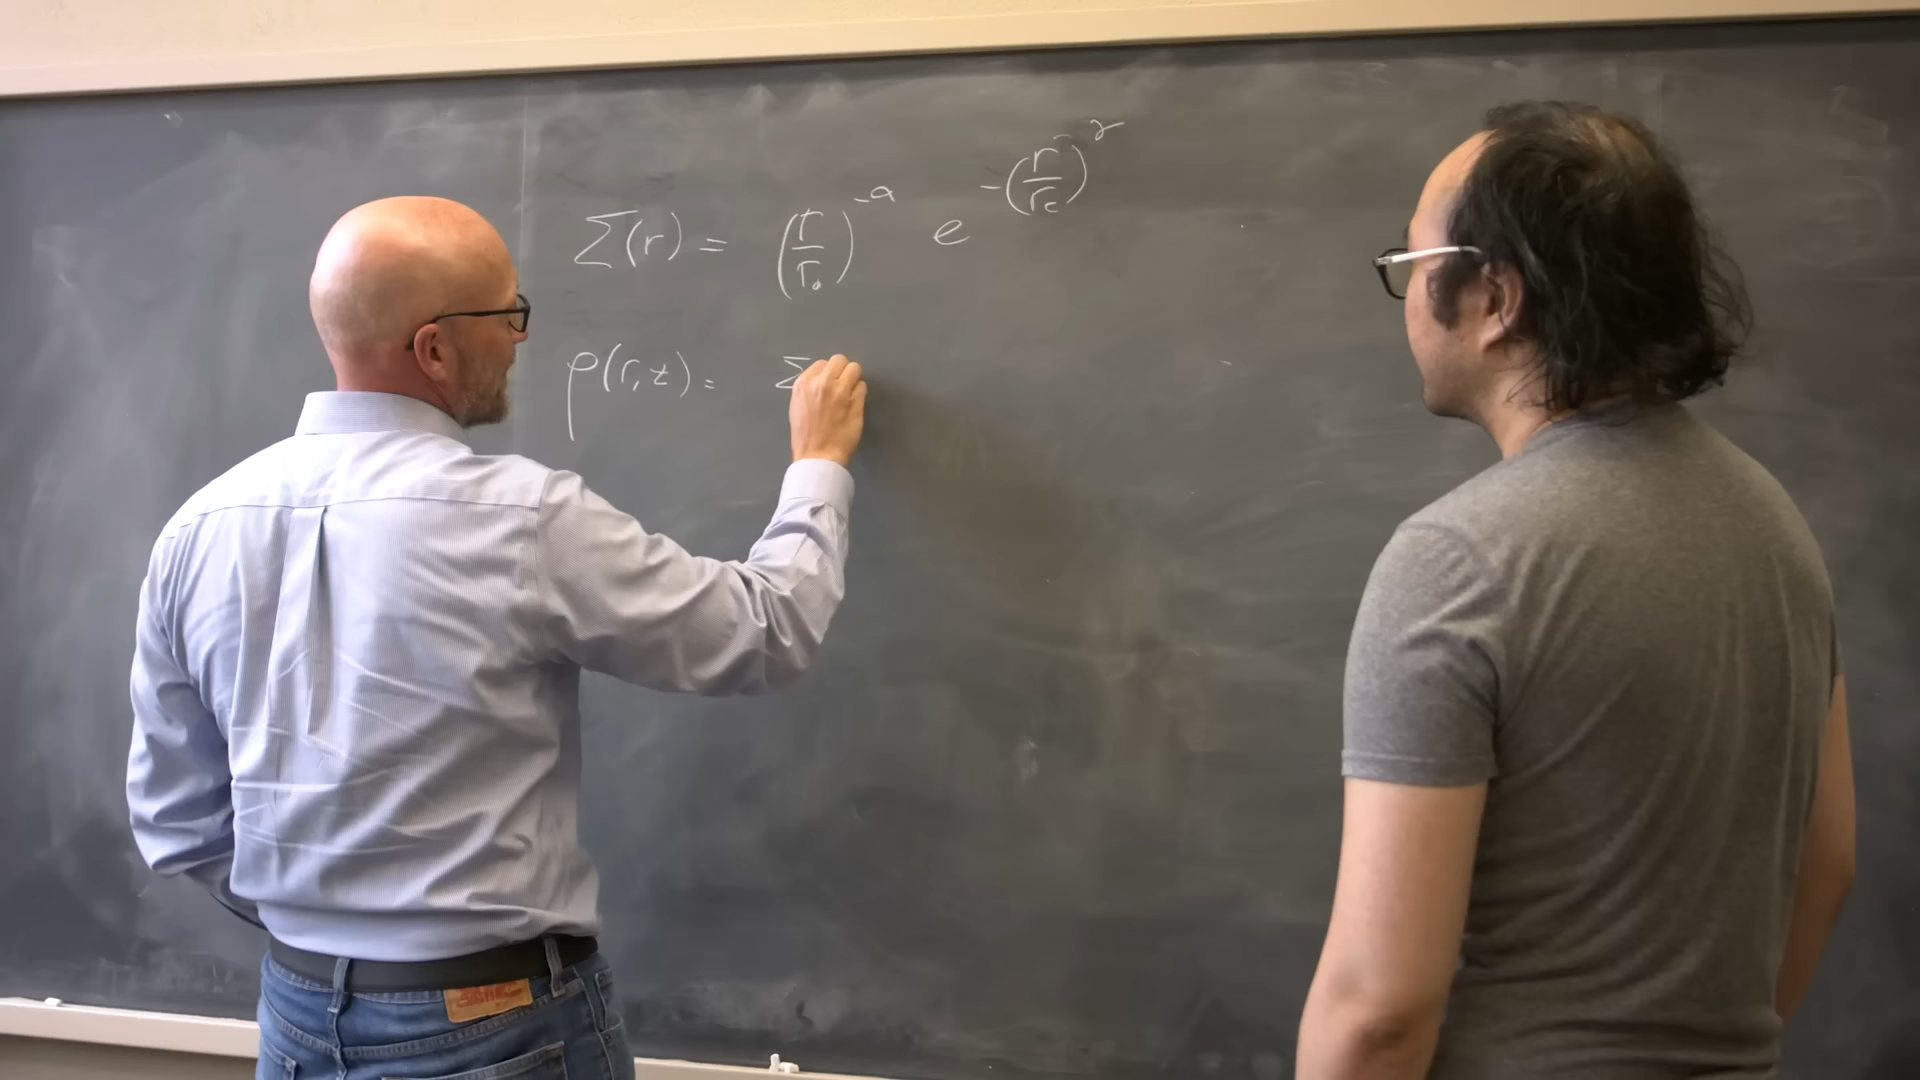 Σ(r) = (r/r₀)^-a e^-(r/r_c)^2
ρ(r,z) = Σ